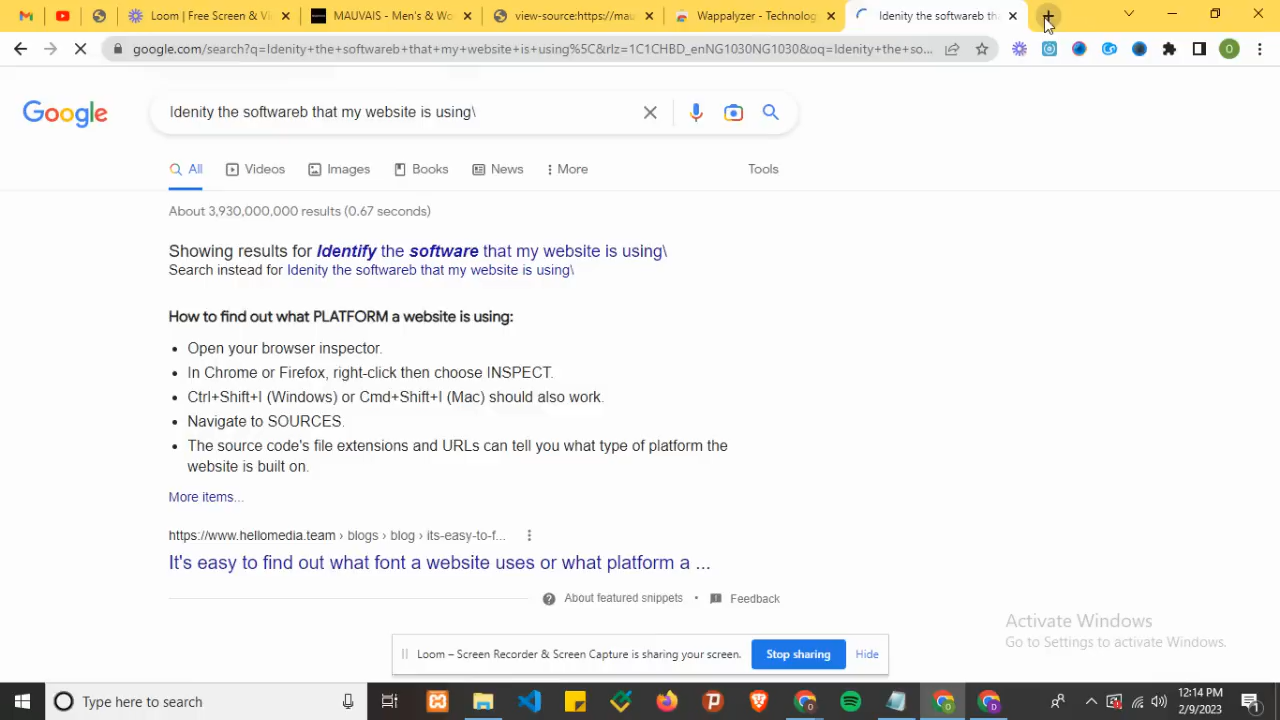 Loom | Free Screen & Vi
MAUVAIS - Men's & Wo
view-source:https://mau
Wappalyzer - Technolog
Idenity the softwareb tha
google.com/search?q=Idenity+the+softwareb+that+my+website+is+using%5C&rlz=1C1CHBD_enNG1030NG1030&oq=Idenity+the+so...
O
Google
Idenity the softwareb that my website is using\
All
Videos
Images
Books
News
More
Tools
About 3,930,000,000 results (0.67 seconds)
Showing results for Identify the software that my website is using\
Search instead for Idenity the softwareb that my website is using\
How to find out what PLATFORM a website is using:
• Open your browser inspector.
• In Chrome or Firefox, right-click then choose INSPECT.
• Ctrl+Shift+I (Windows) or Cmd+Shift+I (Mac) should also work.
• Navigate to SOURCES.
• The source code's file extensions and URLs can tell you what type of platform the
website is built on.
More items...
https://www.hellomedia.team › blogs › blog › its-easy-to-f...
It's easy to find out what font a website uses or what platform a ...
About featured snippets
•
Feedback
Activate Windows
Go to Settings to activate Windows.
Loom – Screen Recorder & Screen Capture is sharing your screen.
Stop sharing
Hide
Type here to search
12:14 PM
2/9/2023
1